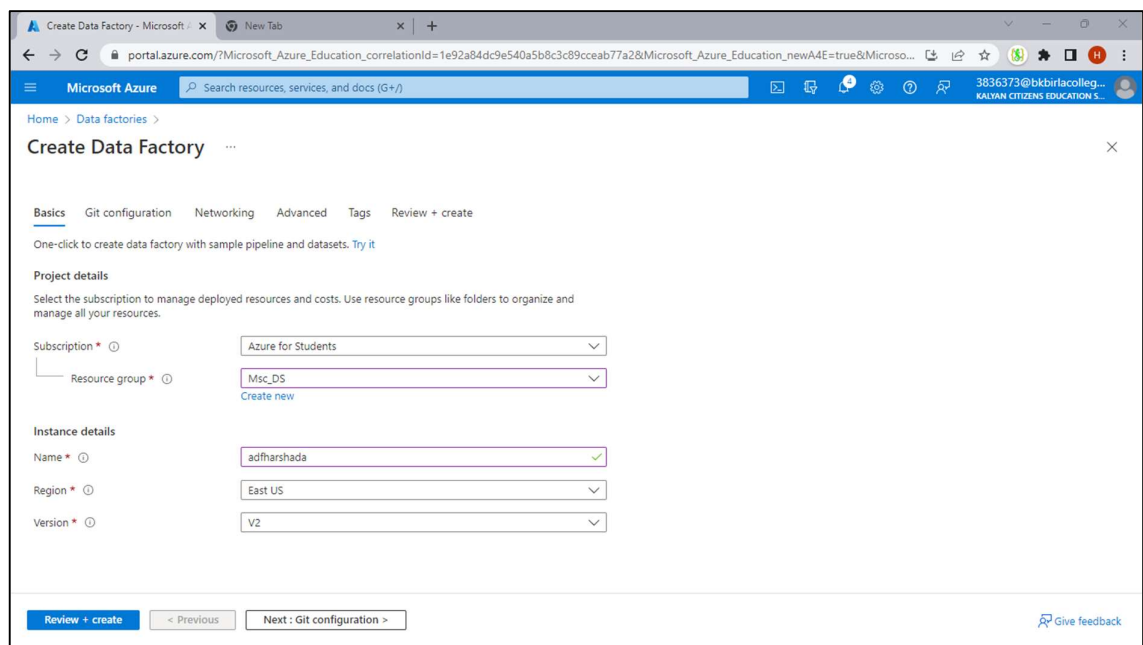 Create Data Factory - Microsoft A
New Tab
portal.azure.com/?Microsoft_Azure_Education_correlationId=1e92a84dc9e540a5b8c3c89cceab77a2&Microsoft_Azure_Education_newA4E=true&Microso...
H
Microsoft Azure
Search resources, services, and docs (G+/)
4
3836373@bkbirlacolleg...
KALYAN CITIZENS EDUCATION S...
Home > Data factories >
Create Data Factory ...
Basics Git configuration Networking Advanced Tags Review + create
One-click to create data factory with sample pipeline and datasets. Try it
Project details
Select the subscription to manage deployed resources and costs. Use resource groups like folders to organize and
manage all your resources.
Subscription * Azure for Students
Resource group * Msc_DS
Create new
Instance details
Name * adfharshada
Region * East US
Version * V2
Review + create < Previous Next : Git configuration > Give feedback